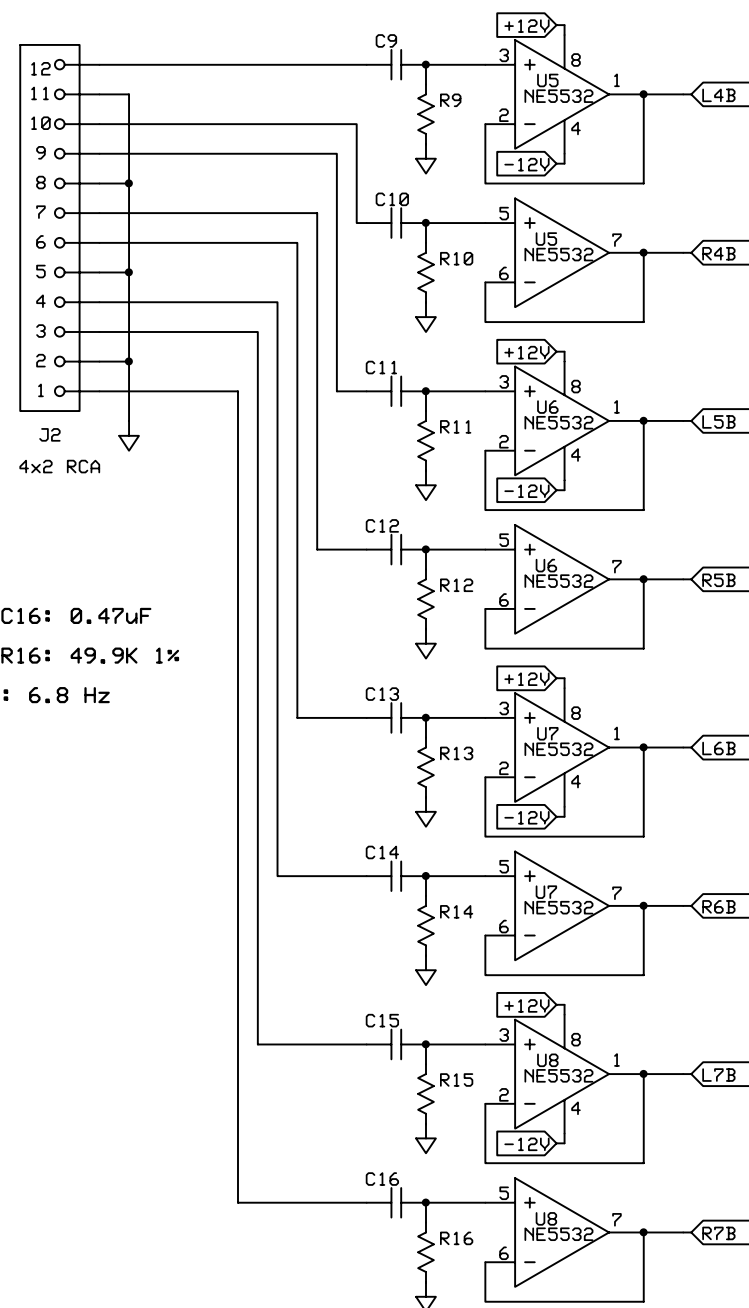 12
11
10
9
8
7
6
5
4
3
2
1
J2
4x2 RCA
C16: 0.47uF
R16: 49.9K 1%
: 6.8 Hz
C9
R9
+12V
3
+
8
U5
NE5532
1
2
−
4
-12V
L4B
C10
R10
5
+
U5
NE5532
7
6
−
R4B
C11
R11
+12V
3
+
8
U6
NE5532
1
2
−
4
-12V
L5B
C12
R12
5
+
U6
NE5532
7
6
−
R5B
C13
R13
+12V
3
+
8
U7
NE5532
1
2
−
4
-12V
L6B
C14
R14
5
+
U7
NE5532
7
6
−
R6B
C15
R15
+12V
3
+
8
U8
NE5532
1
2
−
4
-12V
L7B
C16
R16
5
+
U8
NE5532
7
6
−
R7B